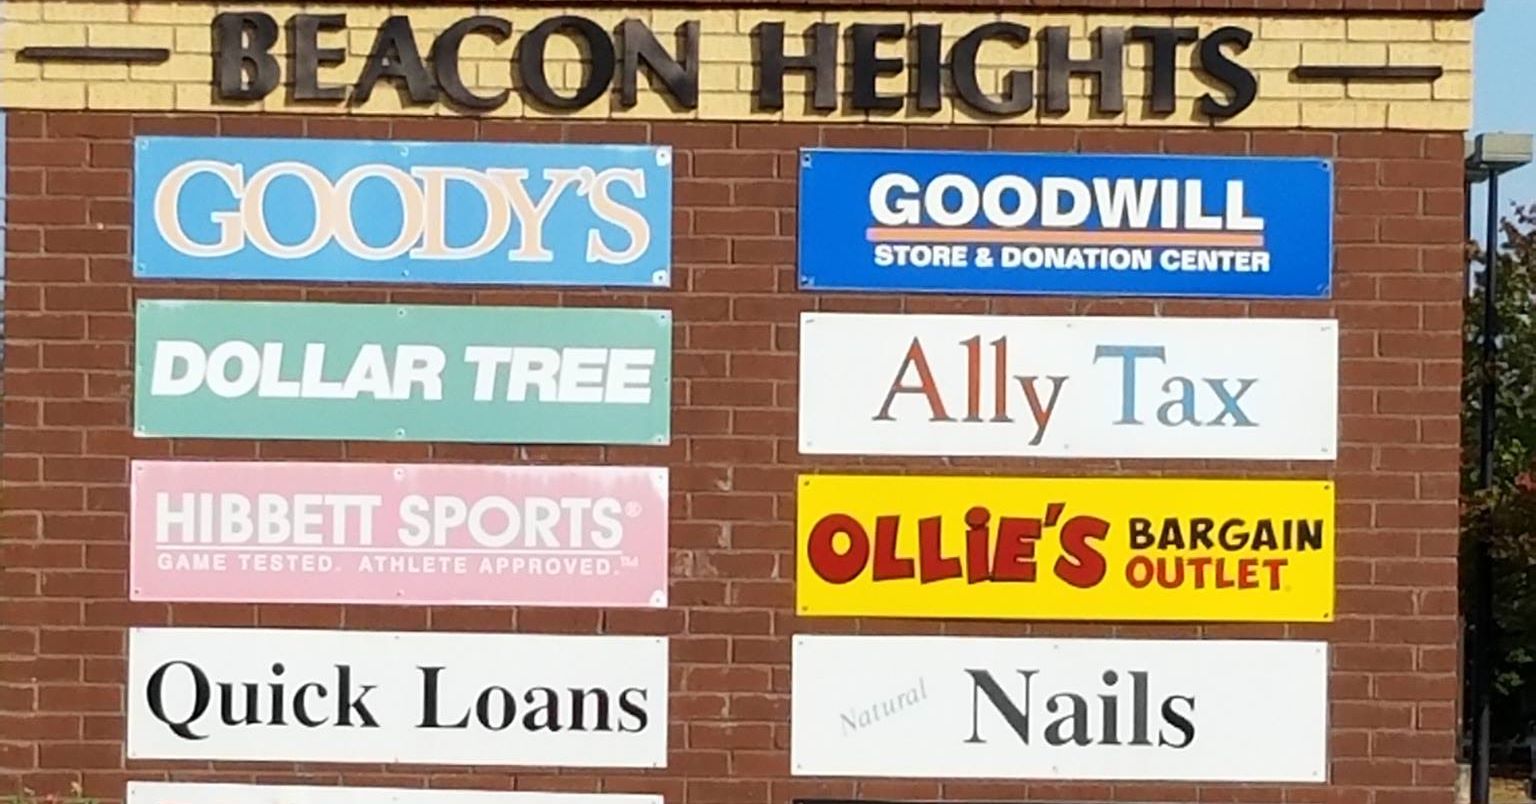 BEACON HEIGHTS
GOODY'S
GOODWILL
STORE & DONATION CENTER
DOLLAR TREE
Ally Tax
HIBBETT SPORTS®
GAME TESTED. ATHLETE APPROVED.™
OLLiE'S BARGAIN
OUTLET
Quick Loans
Natural Nails